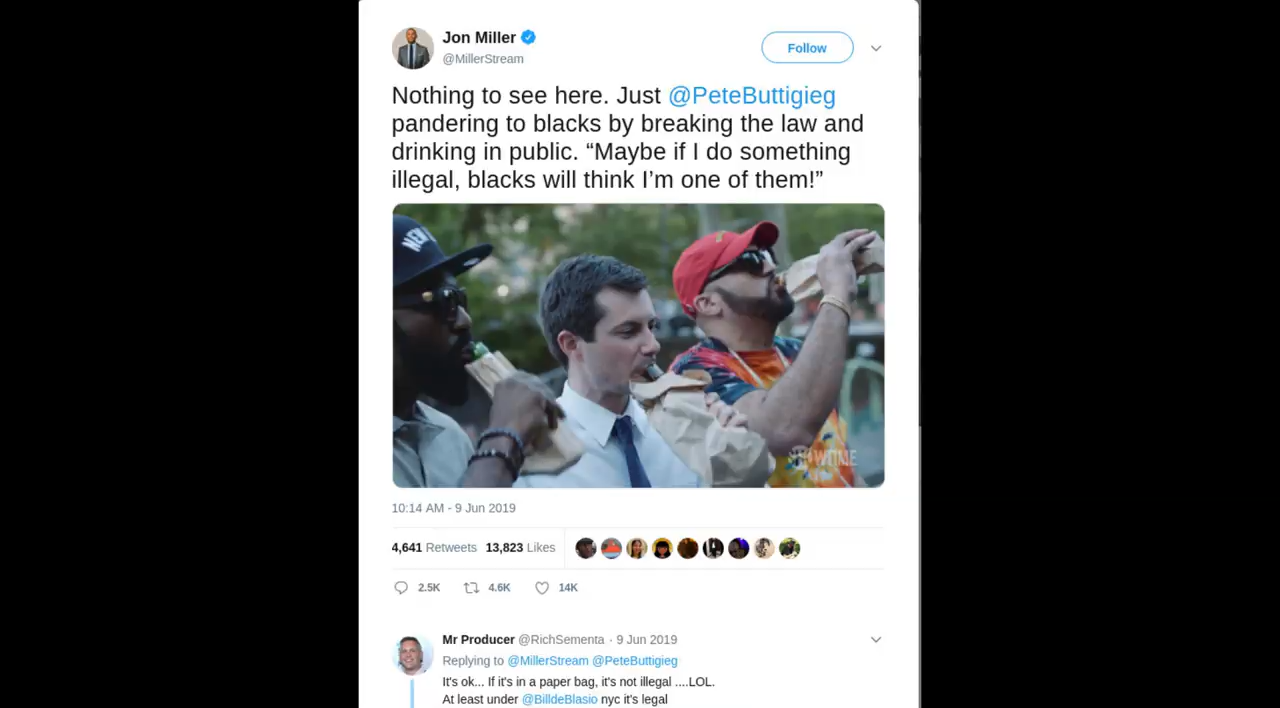 Jon Miller
@MillerStream
Follow
Nothing to see here. Just @PeteButtigieg
pandering to blacks by breaking the law and
drinking in public. “Maybe if I do something
illegal, blacks will think I’m one of them!”
NEW
SHOWTIME
10:14 AM - 9 Jun 2019
4,641 Retweets 13,823 Likes
2.5K 4.6K 14K
Mr Producer @RichSementa · 9 Jun 2019
Replying to @MillerStream @PeteButtigieg
It's ok... If it's in a paper bag, it's not illegal ....LOL.
At least under @BilldeBlasio nyc it's legal